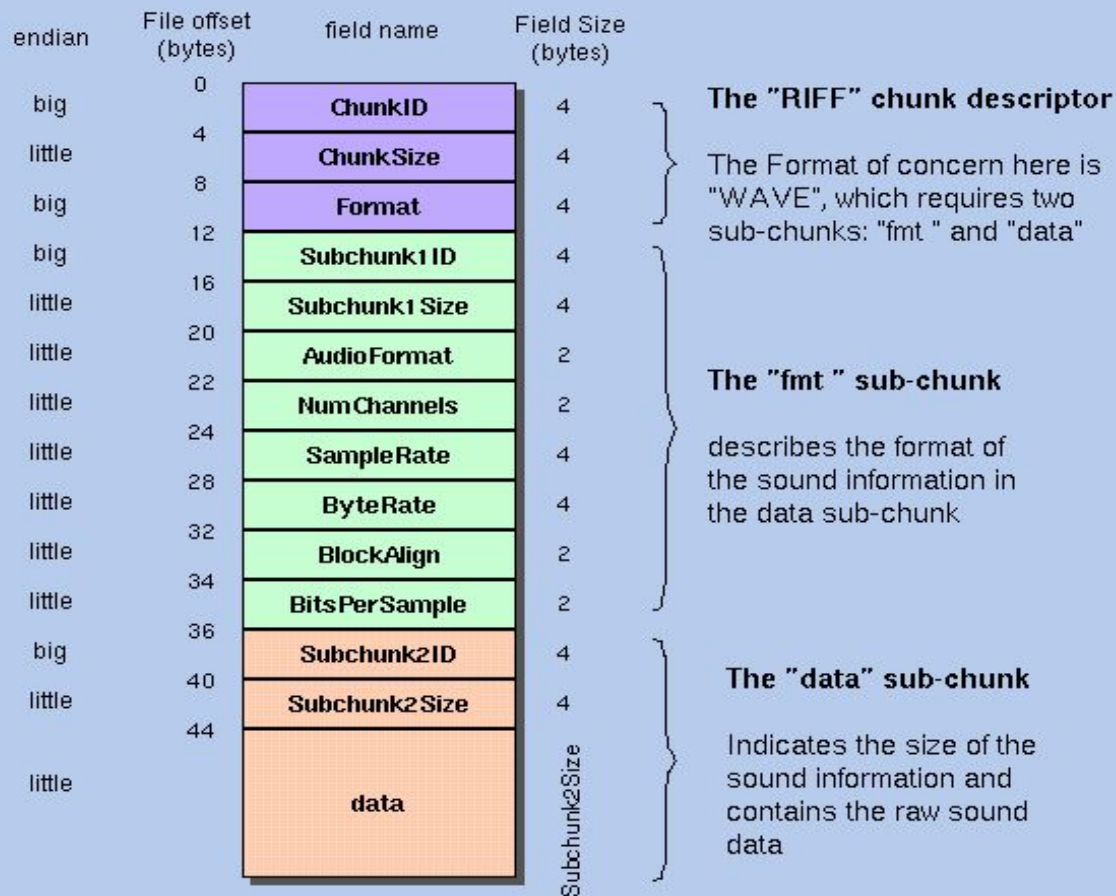 endian
File offset
(bytes)
field name
Field Size
(bytes)
0
big
ChunkID
4
4
little
ChunkSize
4
8
big
Format
4
12
The "RIFF" chunk descriptor
The Format of concern here is
"WAVE", which requires two
sub-chunks: "fmt " and "data"
big
Subchunk1ID
4
16
little
Subchunk1Size
4
20
little
AudioFormat
2
22
little
NumChannels
2
24
little
SampleRate
4
28
little
ByteRate
4
32
little
BlockAlign
2
34
little
BitsPerSample
2
36
The "fmt " sub-chunk
describes the format of
the sound information in
the data sub-chunk
big
Subchunk2ID
4
40
little
Subchunk2Size
4
44
little
data
Subchunk2Size
The "data" sub-chunk
Indicates the size of the
sound information and
contains the raw sound
data